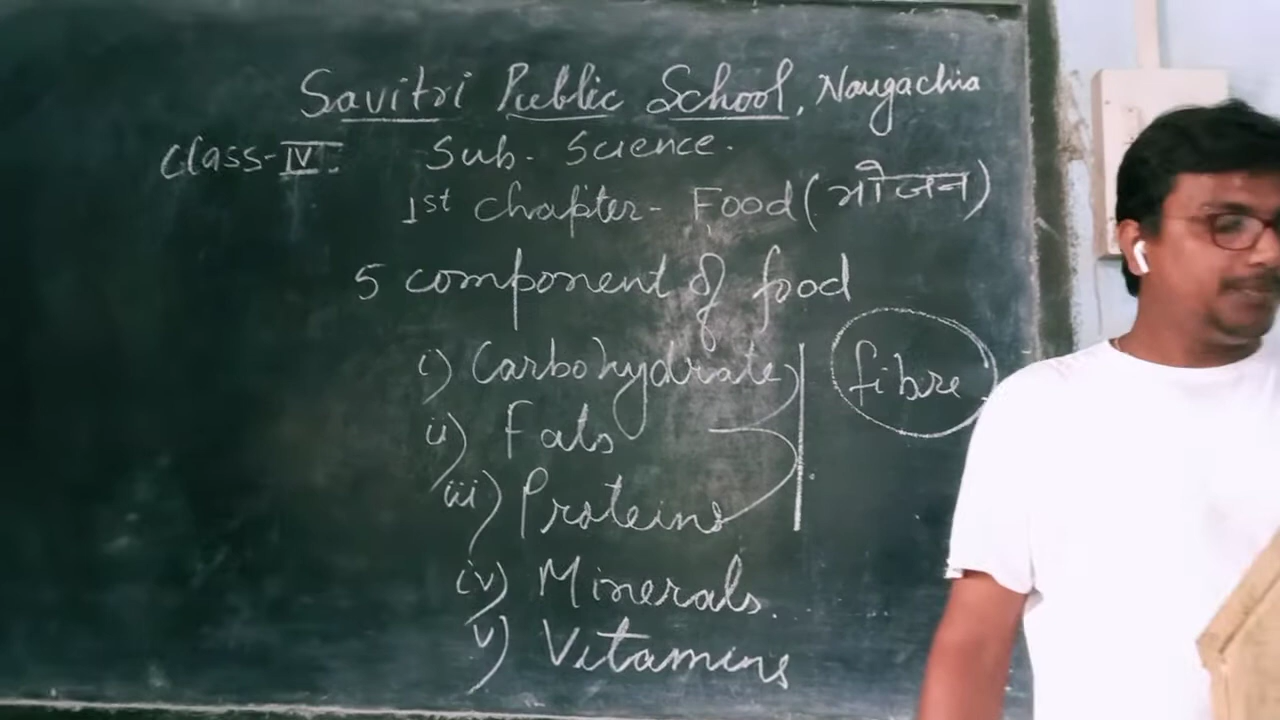 Savitri Public School, Naugachia
Class-IV. Sub- Science.
1st chapter- Food (भोजन)
5 component of food
i) Carbohydrate
fibre
ii) Fats
iii) Proteins
iv) Minerals.
v) Vitamins